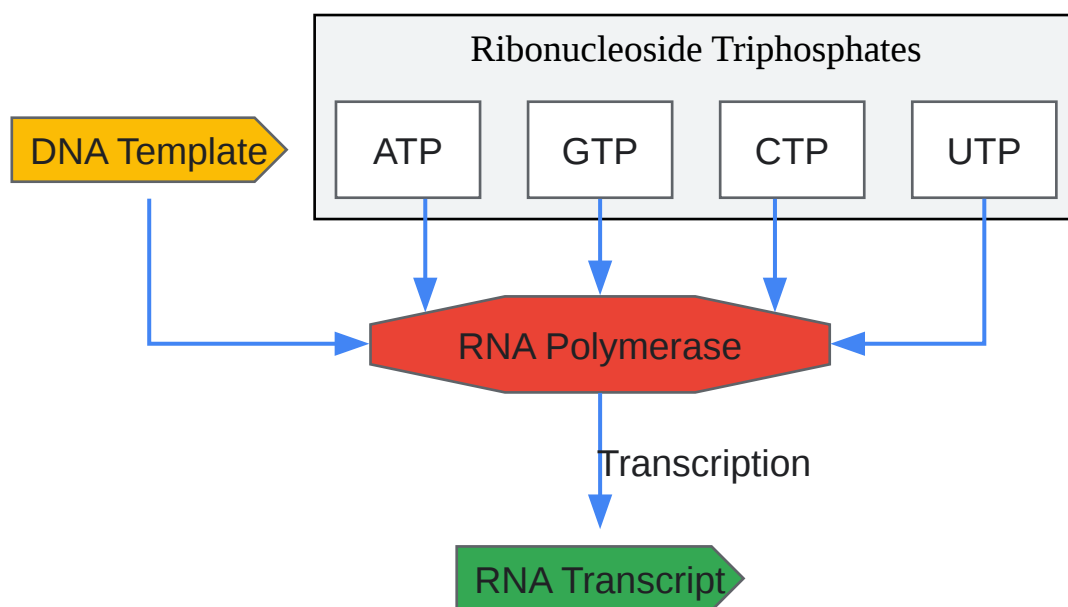 Ribonucleoside Triphosphates
DNA Template
ATP
GTP
CTP
UTP
RNA Polymerase
Transcription
RNA Transcript